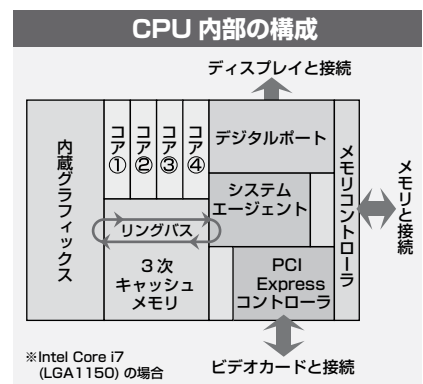 CPU 内部の構成
ディスプレイと接続
内蔵グラフィックス
コア①
コア②
コア③
コア④
デジタルポート
メモリコントローラ
メモリと接続
システム
エージェント
リングバス
3次
キャッシュ
メモリ
PCI
Express
コントローラ
※Intel Core i7
(LGA1150) の場合
ビデオカードと接続